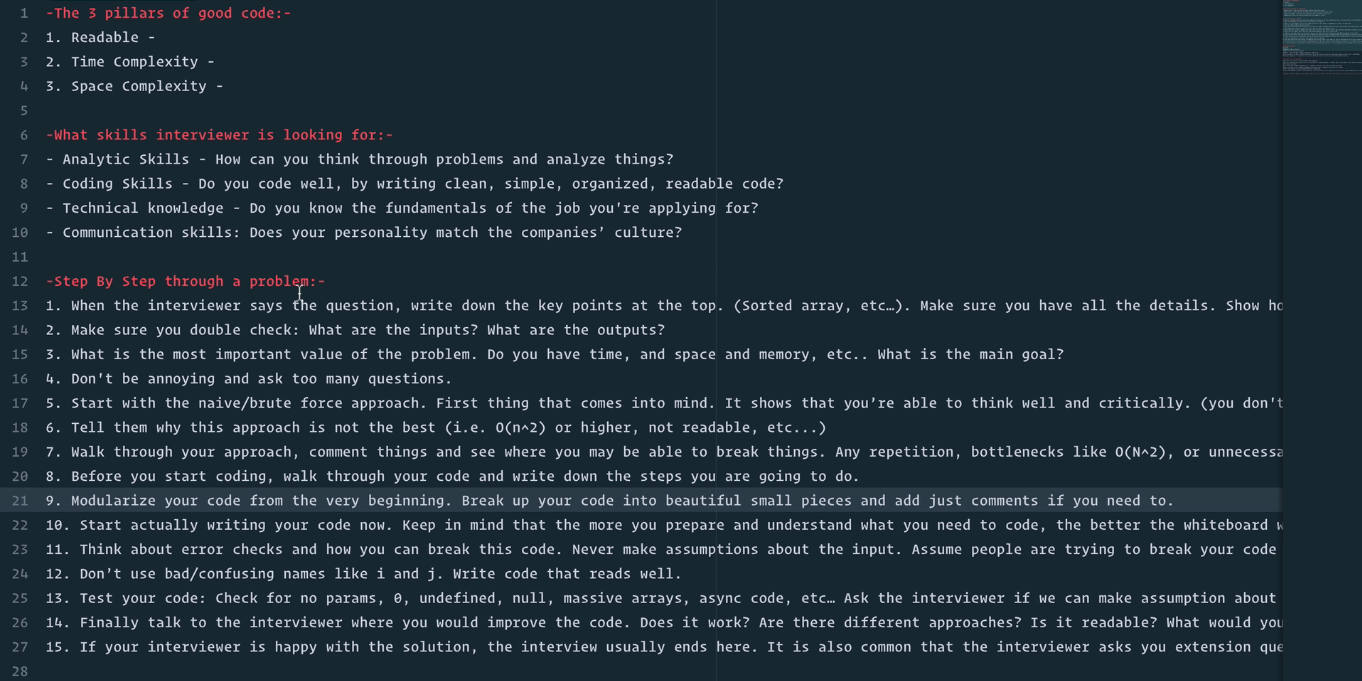 1 -The 3 pillars of good code:-
2 1. Readable -
3 2. Time Complexity -
4 3. Space Complexity -
5
6 -What skills interviewer is looking for:-
7 - Analytic Skills - How can you think through problems and analyze things?
8 - Coding Skills - Do you code well, by writing clean, simple, organized, readable code?
9 - Technical knowledge - Do you know the fundamentals of the job you're applying for?
10 - Communication skills: Does your personality match the companies’ culture?
11
12 -Step By Step through a problem:-
13 1. When the interviewer says the question, write down the key points at the top. (Sorted array, etc…). Make sure you have all the details. Show ho
14 2. Make sure you double check: What are the inputs? What are the outputs?
15 3. What is the most important value of the problem. Do you have time, and space and memory, etc.. What is the main goal?
16 4. Don't be annoying and ask too many questions.
17 5. Start with the naive/brute force approach. First thing that comes into mind. It shows that you’re able to think well and critically. (you don't
18 6. Tell them why this approach is not the best (i.e. O(n^2) or higher, not readable, etc...)
19 7. Walk through your approach, comment things and see where you may be able to break things. Any repetition, bottlenecks like O(N^2), or unnecessa
20 8. Before you start coding, walk through your code and write down the steps you are going to do.
21 9. Modularize your code from the very beginning. Break up your code into beautiful small pieces and add just comments if you need to.
22 10. Start actually writing your code now. Keep in mind that the more you prepare and understand what you need to code, the better the whiteboard w
23 11. Think about error checks and how you can break this code. Never make assumptions about the input. Assume people are trying to break your code
24 12. Don’t use bad/confusing names like i and j. Write code that reads well.
25 13. Test your code: Check for no params, 0, undefined, null, massive arrays, async code, etc… Ask the interviewer if we can make assumption about
26 14. Finally talk to the interviewer where you would improve the code. Does it work? Are there different approaches? Is it readable? What would you
27 15. If your interviewer is happy with the solution, the interview usually ends here. It is also common that the interviewer asks you extension que
28